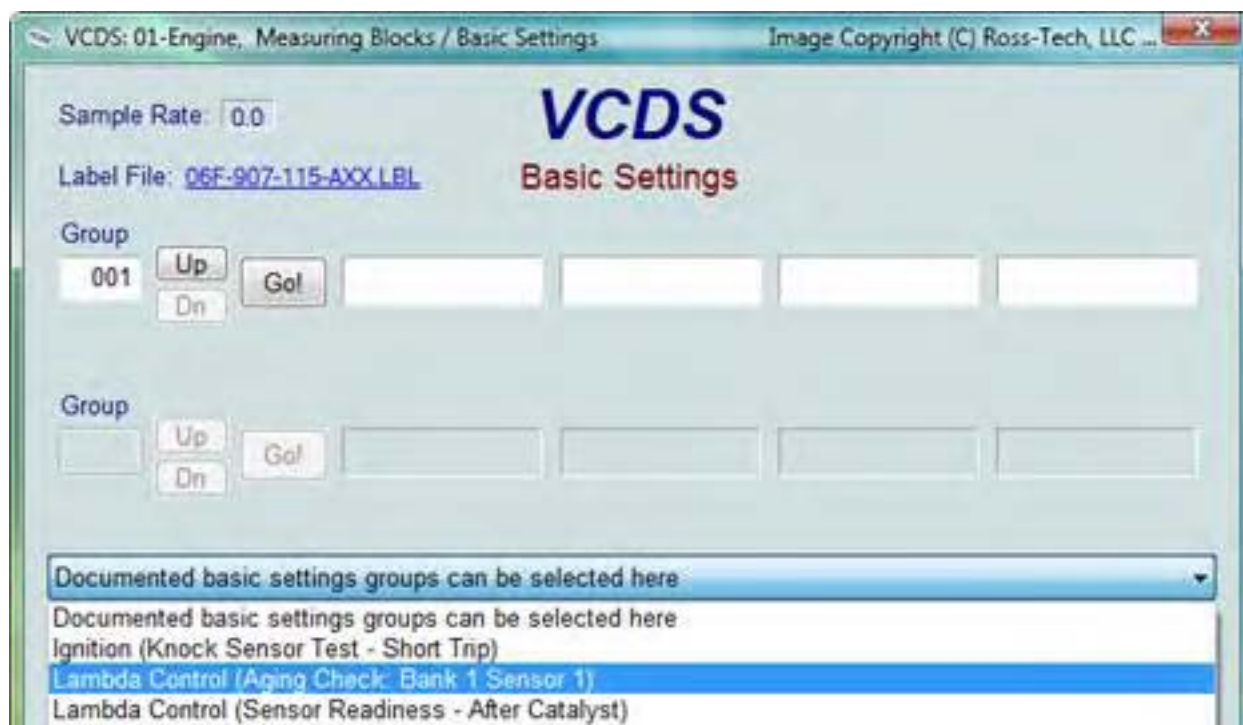 VCDS: 01-Engine, Measuring Blocks / Basic Settings Image Copyright (C) Ross-Tech, LLC ...
Sample Rate: 0.0
VCDS
Label File: 06F-907-115-AXX.LBL
Basic Settings
Group
001 Up Go!
Dn
Group
Up Go!
Dn
Documented basic settings groups can be selected here
Documented basic settings groups can be selected here
Ignition (Knock Sensor Test - Short Trip)
Lambda Control (Aging Check: Bank 1 Sensor 1)
Lambda Control (Sensor Readiness - After Catalyst)